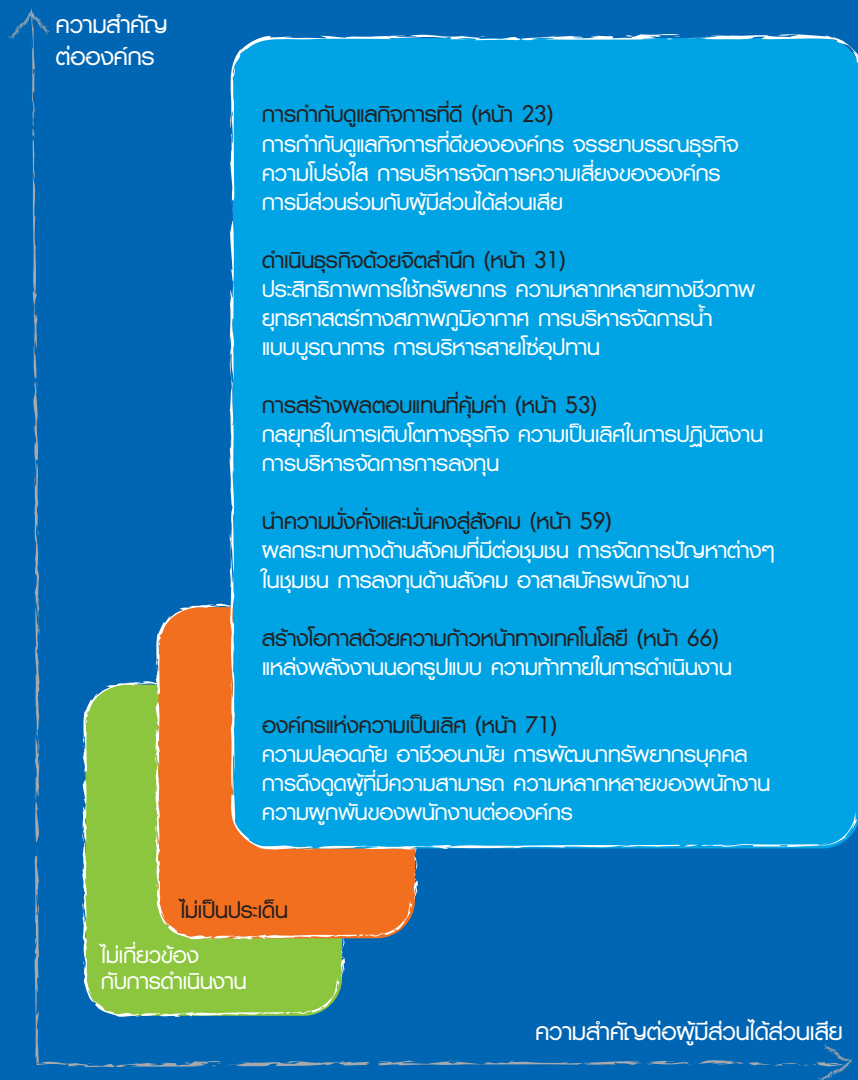 ความสำคัญ
ต่อองค์กร
การกำกับดูแลกิจการที่ดี (หน้า 23)
การกำกับดูแลกิจการที่ดีขององค์กร จรรยาบรรณธุรกิจ
ความโปร่งใส การบริหารจัดการความเสี่ยงขององค์กร
การมีส่วนร่วมกับผู้มีส่วนได้ส่วนเสีย
ดำเนินธุรกิจด้วยจิตสำนึก (หน้า 31)
ประสิทธิภาพการใช้ทรัพยากร ความหลากหลายทางชีวภาพ
ยุทธศาสตร์ทางสภาพภูมิอากาศ การบริหารจัดการน้ำ
แบบบูรณาการ การบริหารสายโซ่อุปทาน
การสร้างผลตอบแทนที่คุ้มค่า (หน้า 53)
กลยุทธ์ในการเติบโตทางธุรกิจ ความเป็นเลิศในการปฏิบัติงาน
การบริหารจัดการการลงทุน
นำความมั่งคั่งและมั่นคงสู่สังคม (หน้า 59)
ผลกระทบทางด้านสังคมที่มีต่อชุมชน การจัดการปัญหาต่างๆ
ในชุมชน การลงทุนด้านสังคม อาสาสมัครพนักงาน
สร้างโอกาสด้วยความก้าวหน้าทางเทคโนโลยี (หน้า 66)
แหล่งพลังงานนอกรูปแบบ ความท้าทายในการดำเนินงาน
องค์กรแห่งความเป็นเลิศ (หน้า 71)
ความปลอดภัย อาชีวอนามัย การพัฒนาทรัพยากรบุคคล
การดึงดูดผู้ที่มีความสามารถ ความหลากหลายของพนักงาน
ความผูกพันของพนักงานต่อองค์กร
ไม่เป็นประเด็น
ไม่เกี่ยวข้อง
กับการดำเนินงาน
ความสำคัญต่อผู้มีส่วนได้ส่วนเสีย